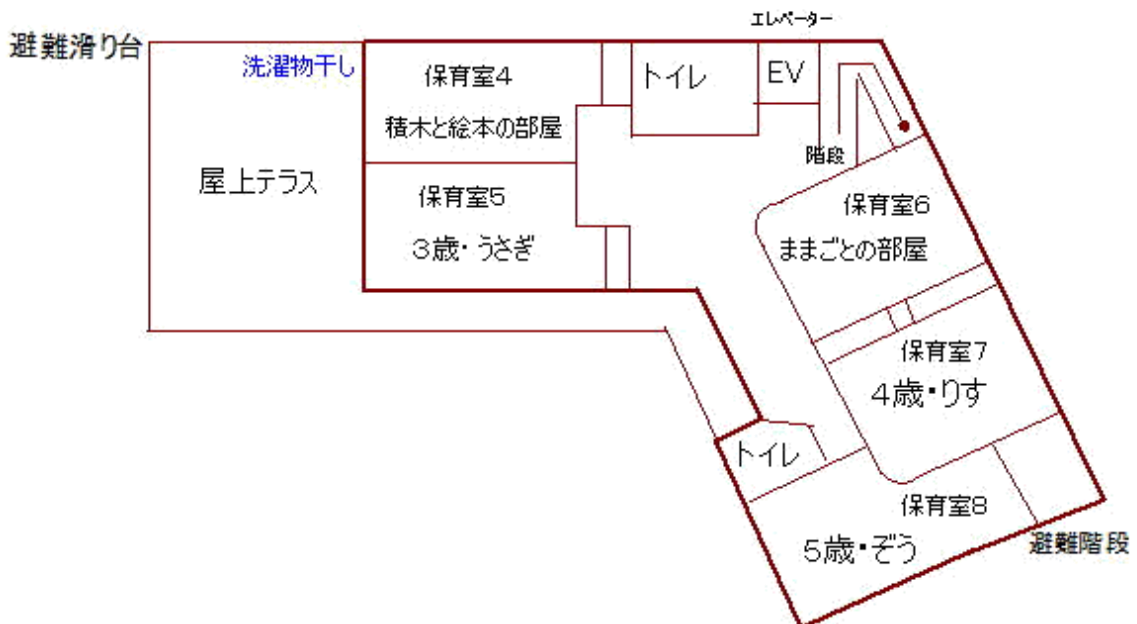 エレベーター
避難滑り台
洗濯物干し
保育室4
積木と絵本の部屋
トイレ
EV
階段
屋上テラス
保育室5
3歳・うさぎ
保育室6
ままごとの部屋
保育室7
4歳・りす
トイレ
保育室8
5歳・ぞう
避難階段